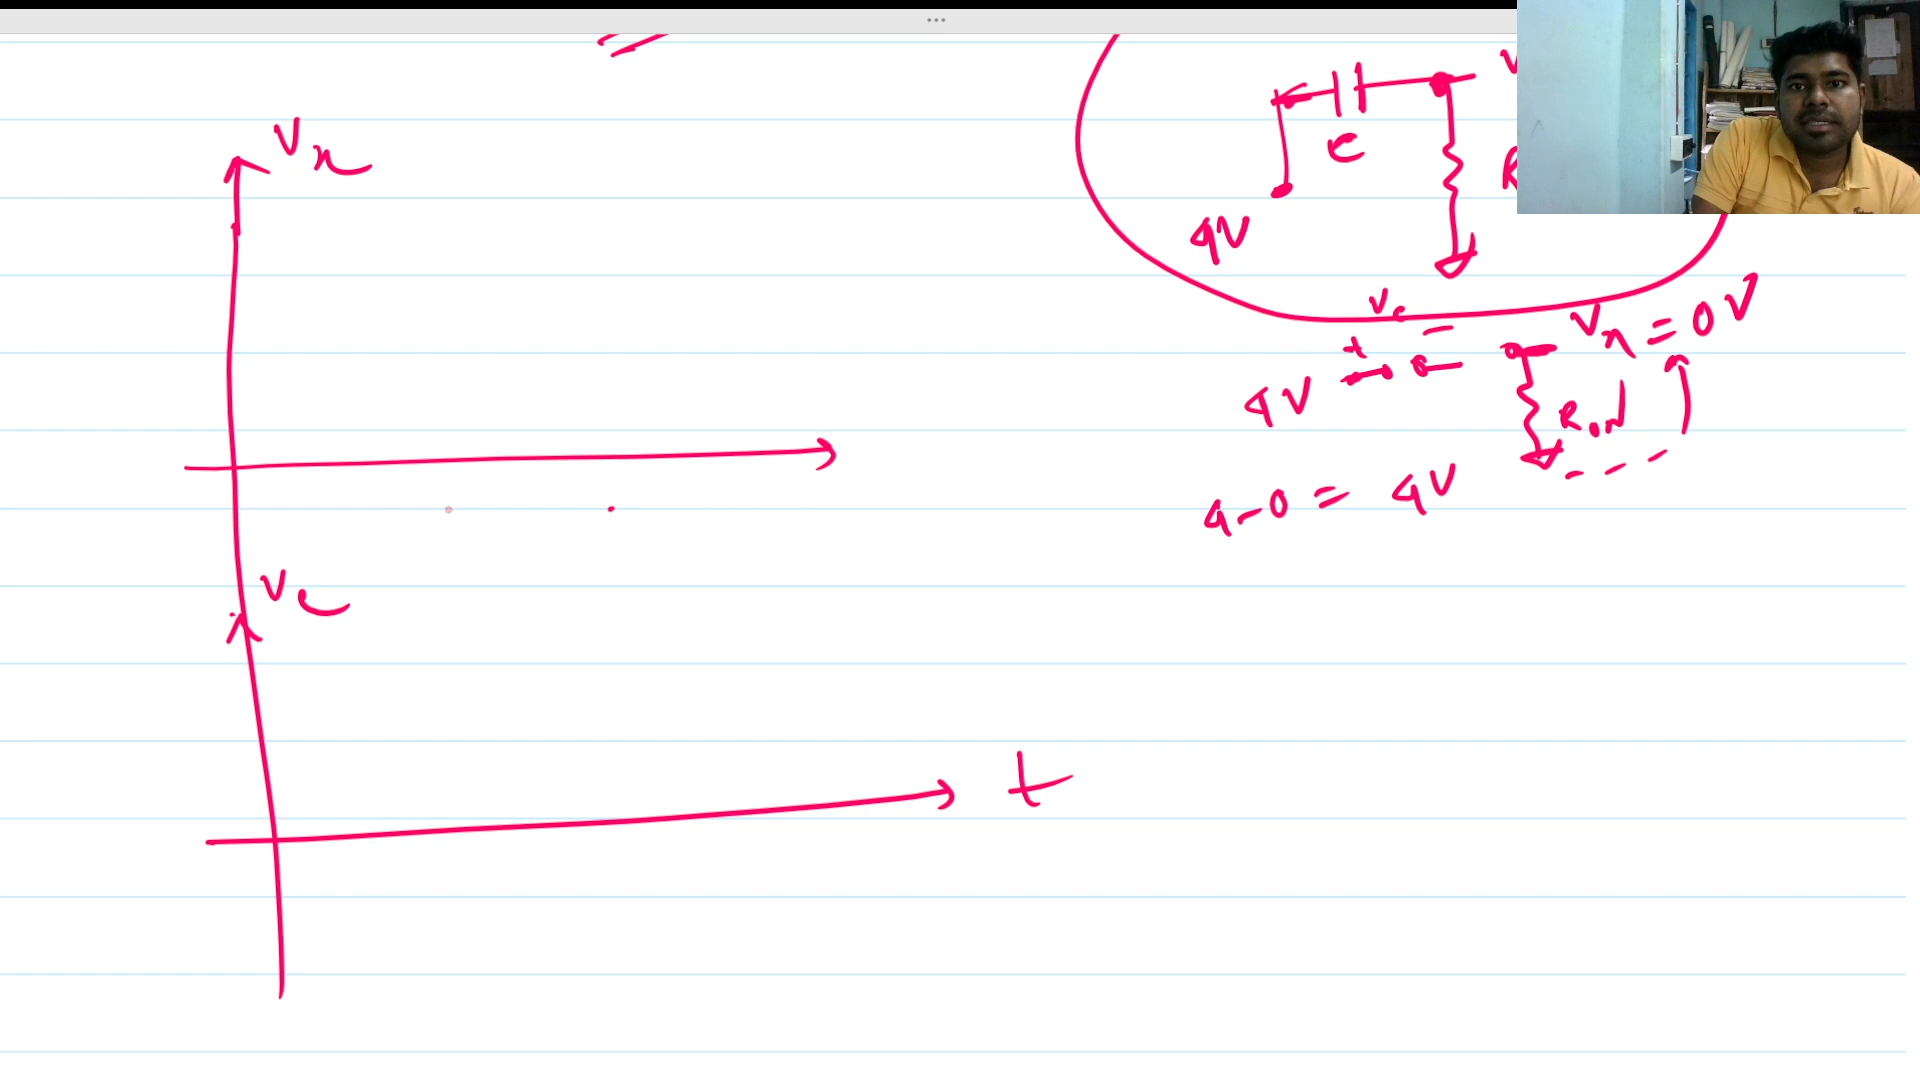 Vx
C
4V
Vc
+ −
Vx = 0V
4V
RON
4-0 = 4V
Vc
t